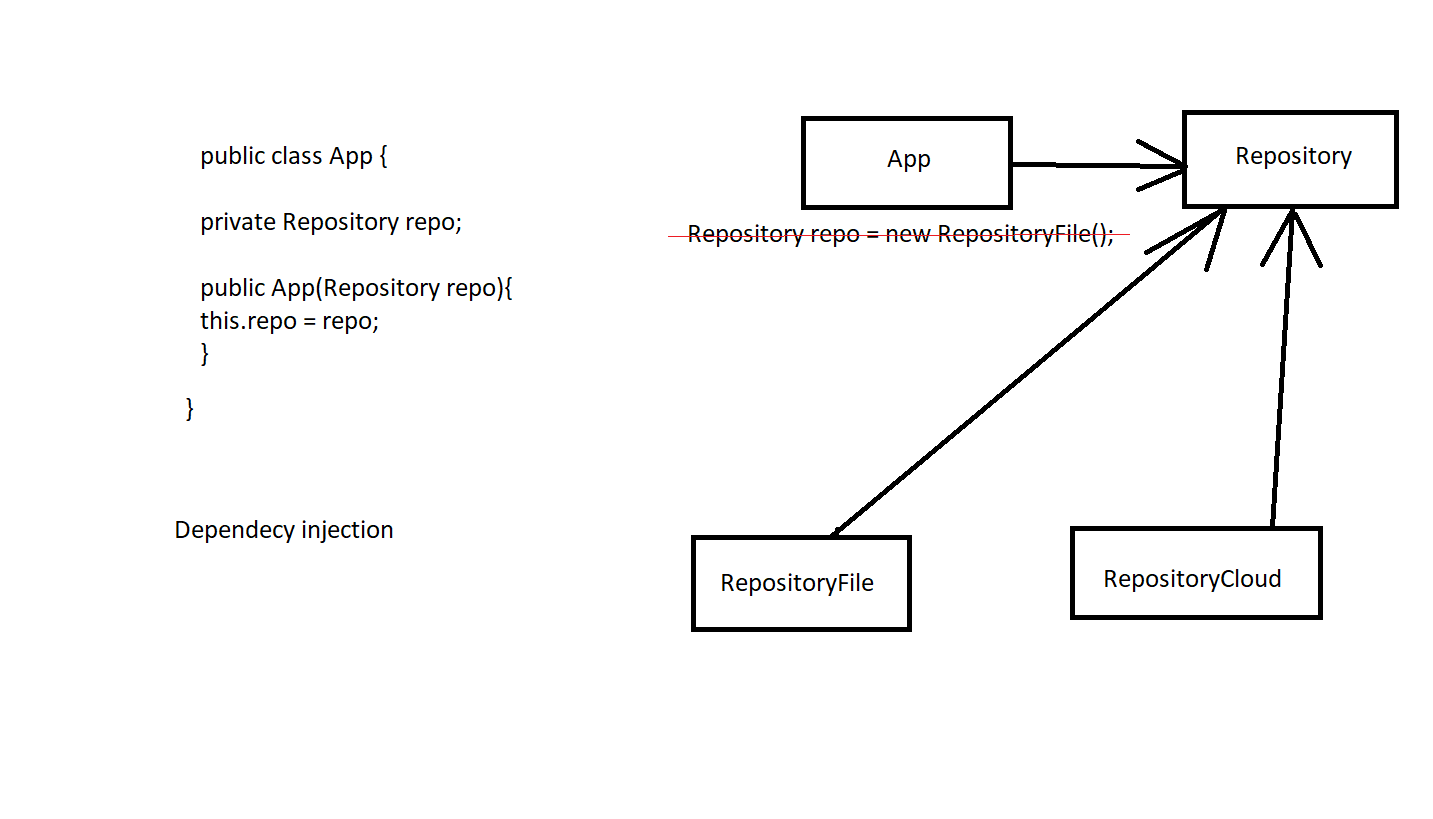 public class App {
private Repository repo;
public App(Repository repo){
this.repo = repo;
}
}
Dependecy injection
App
Repository
Repository repo = new RepositoryFile();
RepositoryFile
RepositoryCloud